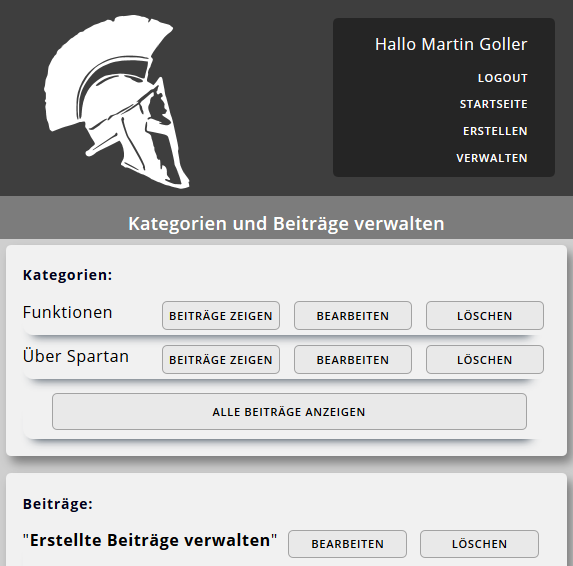 Hallo Martin Goller
LOGOUT
STARTSEITE
ERSTELLEN
VERWALTEN
Kategorien und Beiträge verwalten
Kategorien:
Funktionen BEITRÄGE ZEIGEN BEARBEITEN LÖSCHEN
Über Spartan BEITRÄGE ZEIGEN BEARBEITEN LÖSCHEN
ALLE BEITRÄGE ANZEIGEN
Beiträge:
"Erstellte Beiträge verwalten" BEARBEITEN LÖSCHEN